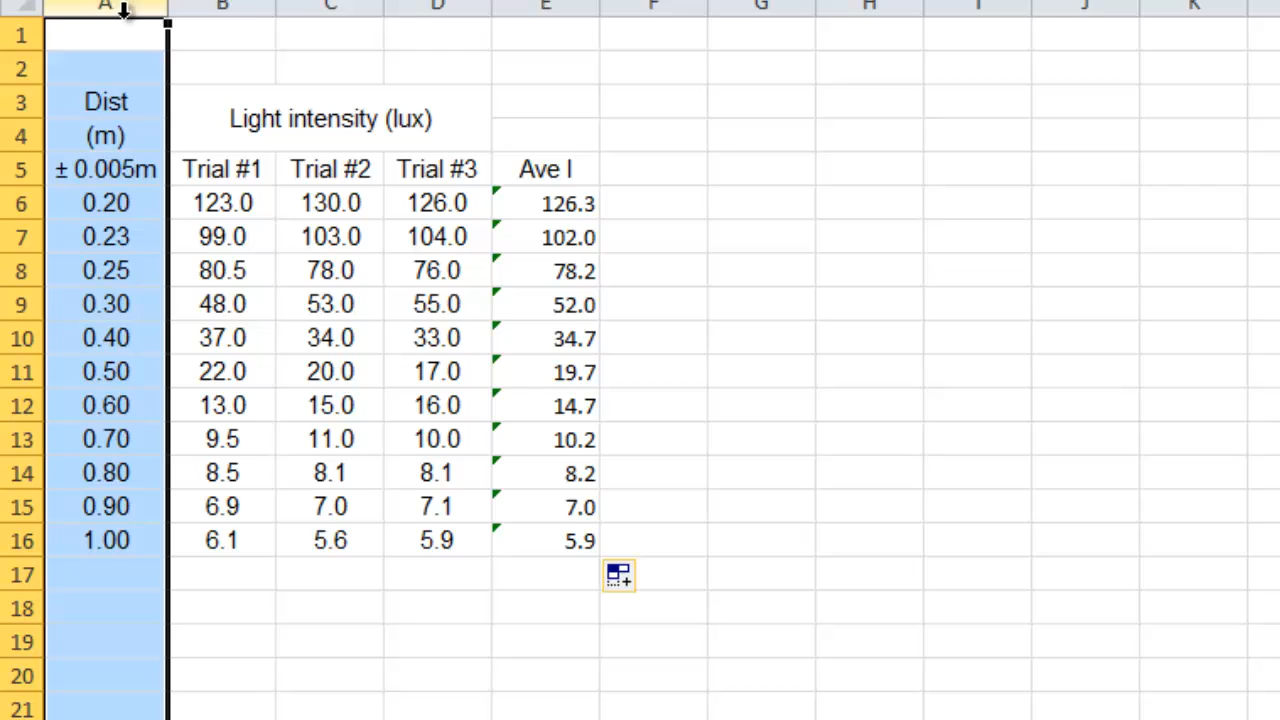 A B C D E F G H I J K
1
2
3 Dist Light intensity (lux)
4 (m)
5 ± 0.005m Trial #1 Trial #2 Trial #3 Ave I
6 0.20 123.0 130.0 126.0 126.3
7 0.23 99.0 103.0 104.0 102.0
8 0.25 80.5 78.0 76.0 78.2
9 0.30 48.0 53.0 55.0 52.0
10 0.40 37.0 34.0 33.0 34.7
11 0.50 22.0 20.0 17.0 19.7
12 0.60 13.0 15.0 16.0 14.7
13 0.70 9.5 11.0 10.0 10.2
14 0.80 8.5 8.1 8.1 8.2
15 0.90 6.9 7.0 7.1 7.0
16 1.00 6.1 5.6 5.9 5.9
17
18
19
20
21